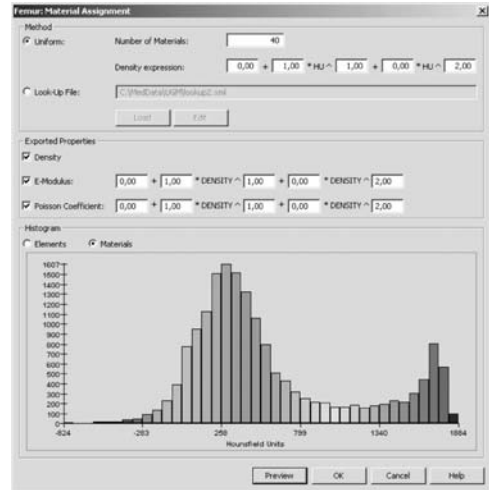 Femur: Material Assignment
Method
Uniform: Number of Materials: 40
Density expression: 0,00 + 1,00 * HU ^ 1,00 + 0,00 * HU ^ 2,00
Look-Up File: C:\MedData\UGM\lookup2.xml
Load Edit
Exported Properties
Density
E-Modulus: 0,00 + 1,00 * DENSITY ^ 1,00 + 0,00 * DENSITY ^ 2,00
Poisson Coefficient: 0,00 + 1,00 * DENSITY ^ 1,00 + 0,00 * DENSITY ^ 2,00
Histogram
Elements Materials
1607
1500
1400
1300
1200
1100
1000
900
800
700
600
500
400
300
200
100
0
-824 -283 258 799 1340 1884
Hounsfield Units
Preview OK Cancel Help